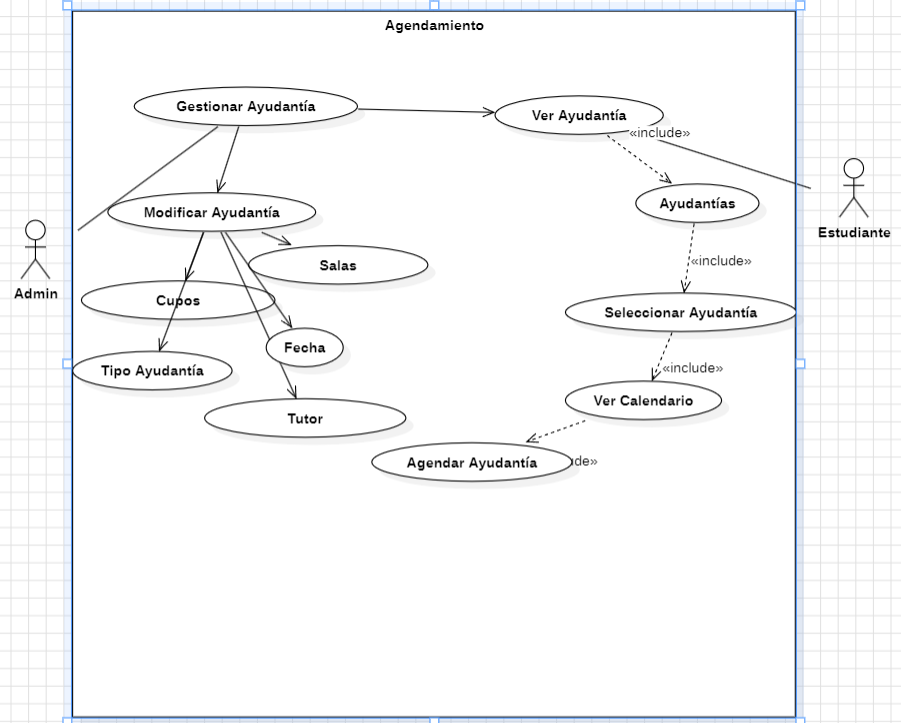 Agendamiento
Gestionar Ayudantía
Ver Ayudantía
«include»
Ayudantías
Modificar Ayudantía
Estudiante
Admin
Salas
«include»
Cupos
Seleccionar Ayudantía
Fecha
Tipo Ayudantía
«include»
Ver Calendario
Tutor
Agendar Ayudantía
de»